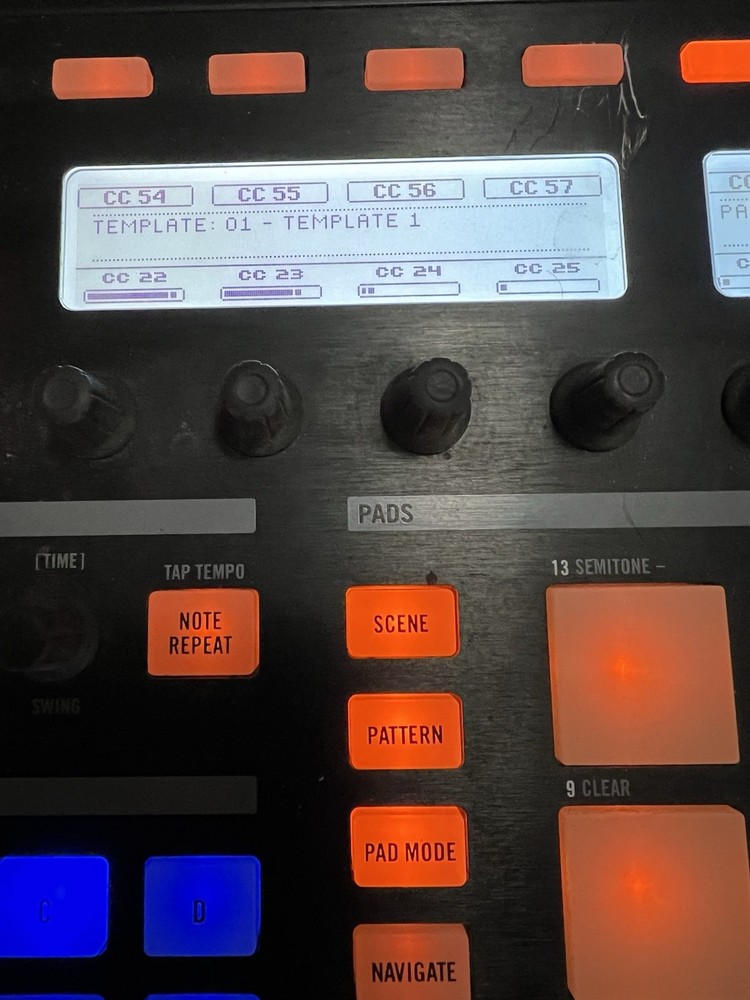 CC 54 CC 55 CC 56 CC 57
TEMPLATE: 01 - TEMPLATE 1
CC 22 CC 23 CC 24 CC 25
PADS
[TIME]
TAP TEMPO
13 SEMITONE –
NOTE
REPEAT
SCENE
SWING
PATTERN
9 CLEAR
PAD MODE
C
D
NAVIGATE